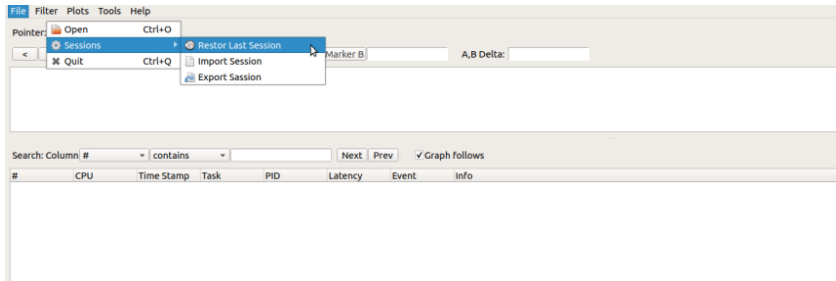 File Filter Plots Tools Help
Pointer:
Open Ctrl+O
Sessions
Quit Ctrl+Q
Restor Last Session
Import Session
Export Sassion
< Marker B A,B Delta:
Search: Column # contains Next Prev Graph follows
# CPU Time Stamp Task PID Latency Event Info